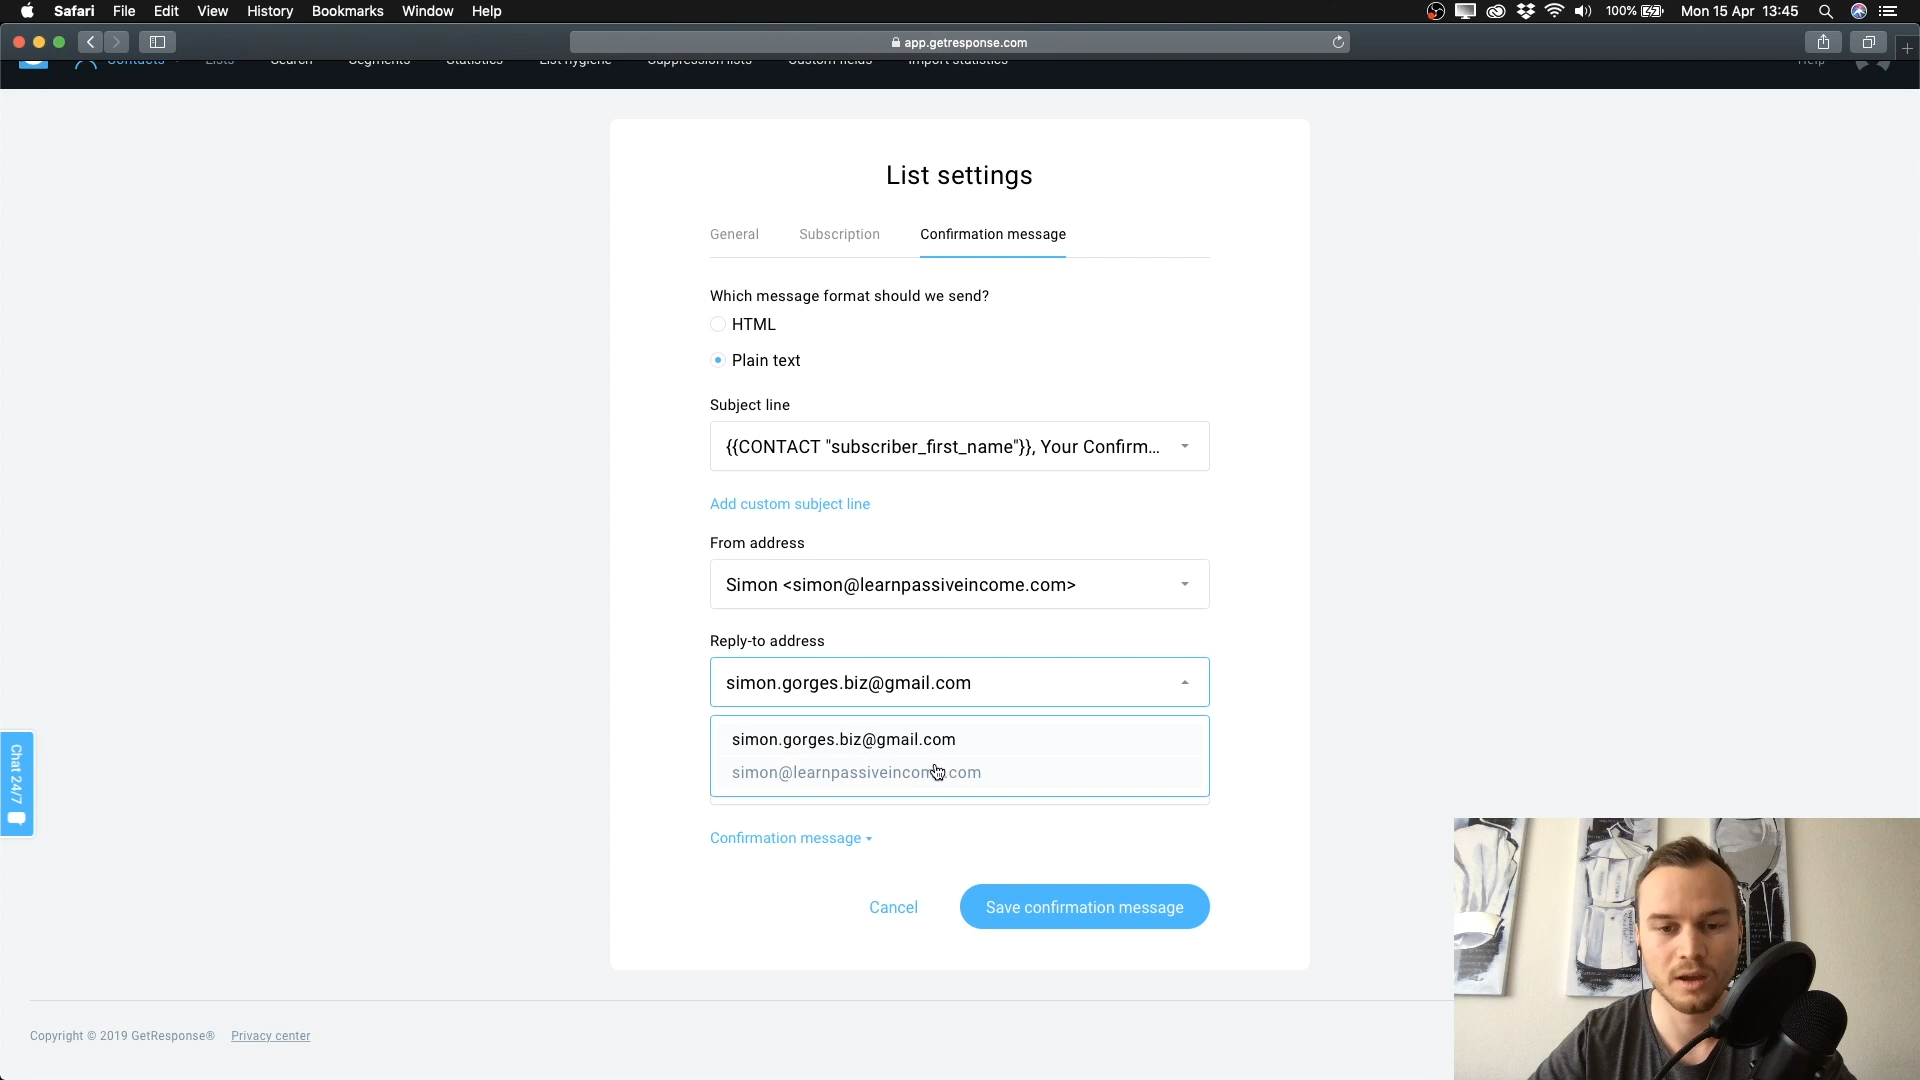 Safari File Edit View History Bookmarks Window Help 100% Mon 15 Apr 13:45
app.getresponse.com
Contacts Lists Search Segments Statistics List hygiene Suppression lists Custom fields Import statistics Help
List settings
General Subscription Confirmation message
Which message format should we send?
HTML
Plain text
Subject line
{{CONTACT "subscriber_first_name"}}, Your Confirm...
Add custom subject line
From address
Simon <simon@learnpassiveincome.com>
Reply-to address
simon.gorges.biz@gmail.com
simon.gorges.biz@gmail.com
simon@learnpassiveincome.com
Chat 24/7
Confirmation message
Cancel Save confirmation message
Copyright © 2019 GetResponse® Privacy center